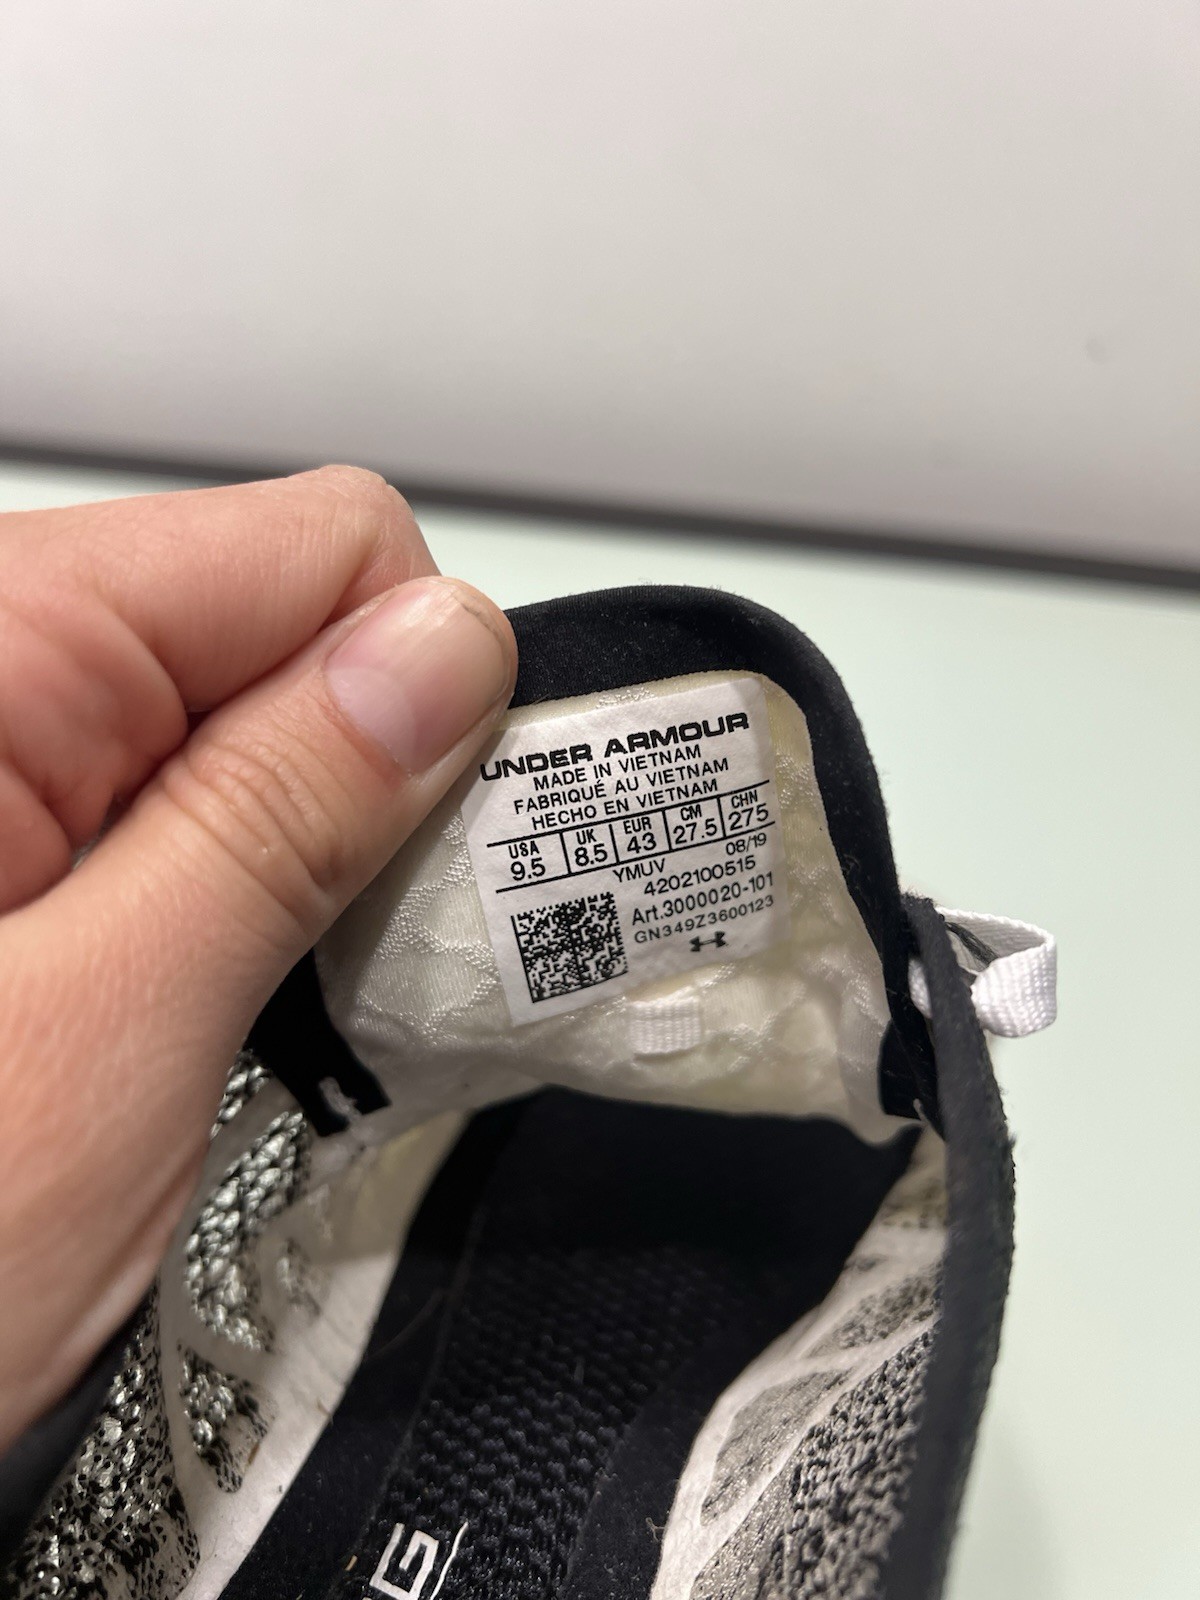 UNDER ARMOUR
MADE IN VIETNAM
FABRIQUÉ AU VIETNAM
HECHO EN VIETNAM
USA UK EUR CM CHN
9.5 8.5 43 27.5 275
YMUV 08/19
4202100515
Art.3000020-101
GN349Z3600123
G